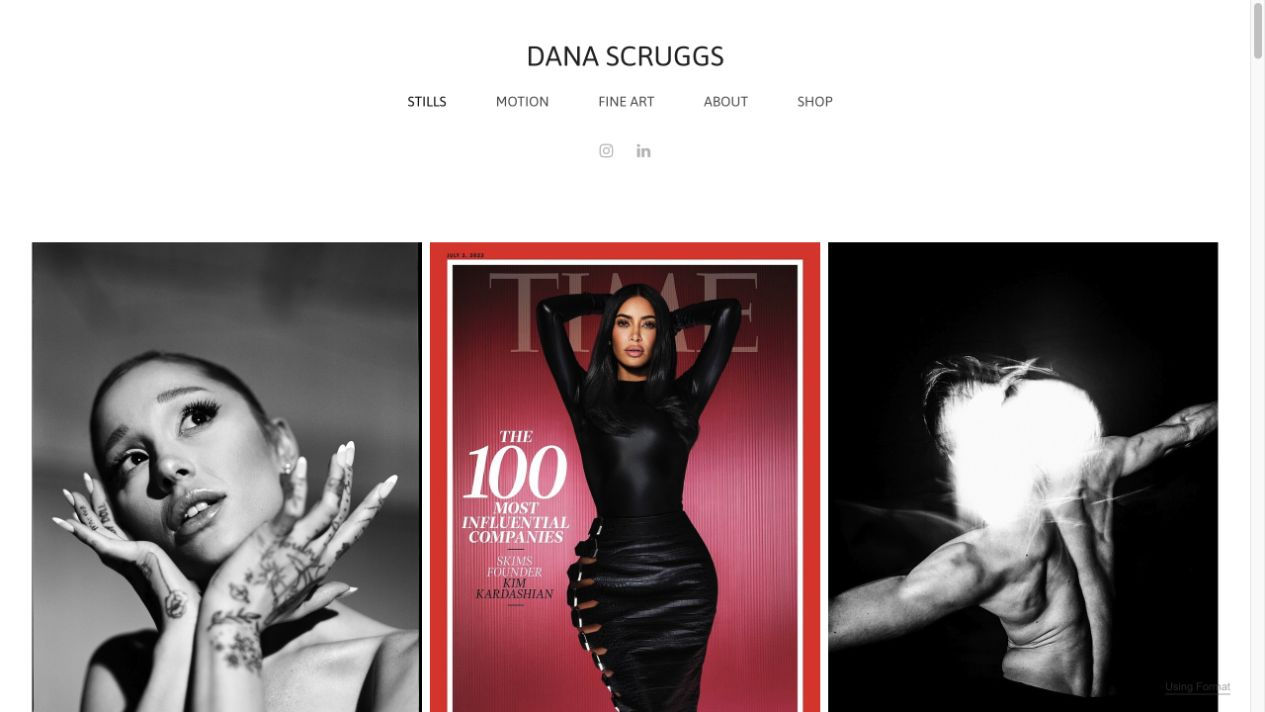 DANA SCRUGGS
STILLS MOTION FINE ART ABOUT SHOP
JULY 3, 2023
TIME
THE
100
MOST
INFLUENTIAL
COMPANIES
SKIMS
FOUNDER
KIM
KARDASHIAN
Using Format